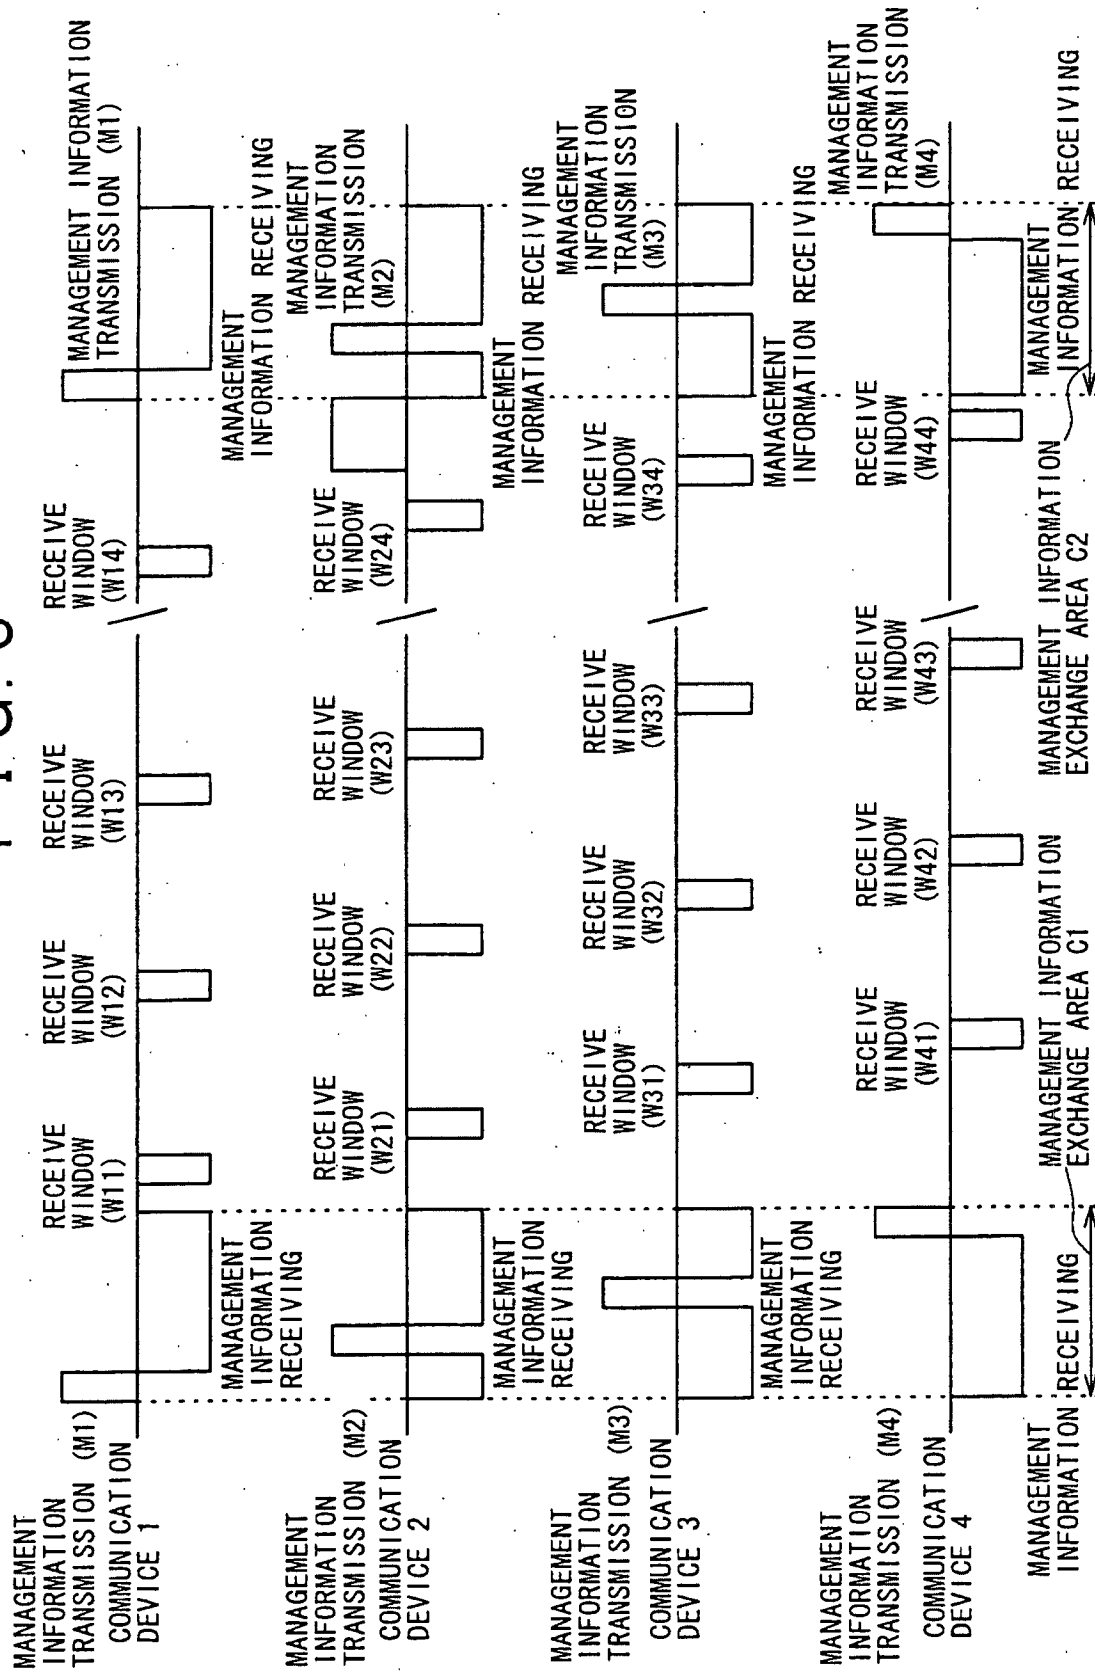 MANAGEMENT
INFORMATION
TRANSMISSION (M1)
COMMUNICATION
DEVICE 1
RECEIVE
WINDOW
(W11)
RECEIVE
WINDOW
(W12)
RECEIVE
WINDOW
(W13)
RECEIVE
WINDOW
(W14)
MANAGEMENT INFORMATION
TRANSMISSION (M1)
MANAGEMENT
INFORMATION
RECEIVING
MANAGEMENT
INFORMATION RECEIVING
MANAGEMENT
INFORMATION
TRANSMISSION (M2)
COMMUNICATION
DEVICE 2
RECEIVE
WINDOW
(W21)
RECEIVE
WINDOW
(W22)
RECEIVE
WINDOW
(W23)
RECEIVE
WINDOW
(W24)
MANAGEMENT
INFORMATION
TRANSMISSION
(M2)
MANAGEMENT
INFORMATION
RECEIVING
MANAGEMENT
INFORMATION RECEIVING
MANAGEMENT
INFORMATION
TRANSMISSION (M3)
COMMUNICATION
DEVICE 3
RECEIVE
WINDOW
(W31)
RECEIVE
WINDOW
(W32)
RECEIVE
WINDOW
(W33)
RECEIVE
WINDOW
(W34)
MANAGEMENT
INFORMATION
TRANSMISSION
(M3)
MANAGEMENT
INFORMATION
RECEIVING
MANAGEMENT
INFORMATION RECEIVING
MANAGEMENT
INFORMATION
TRANSMISSION (M4)
COMMUNICATION
DEVICE 4
RECEIVE
WINDOW
(W41)
RECEIVE
WINDOW
(W42)
RECEIVE
WINDOW
(W43)
RECEIVE
WINDOW
(W44)
MANAGEMENT
INFORMATION
TRANSMISSION
(M4)
MANAGEMENT
INFORMATION RECEIVING
MANAGEMENT INFORMATION
EXCHANGE AREA C1
MANAGEMENT INFORMATION
EXCHANGE AREA C2
MANAGEMENT
INFORMATION RECEIVING